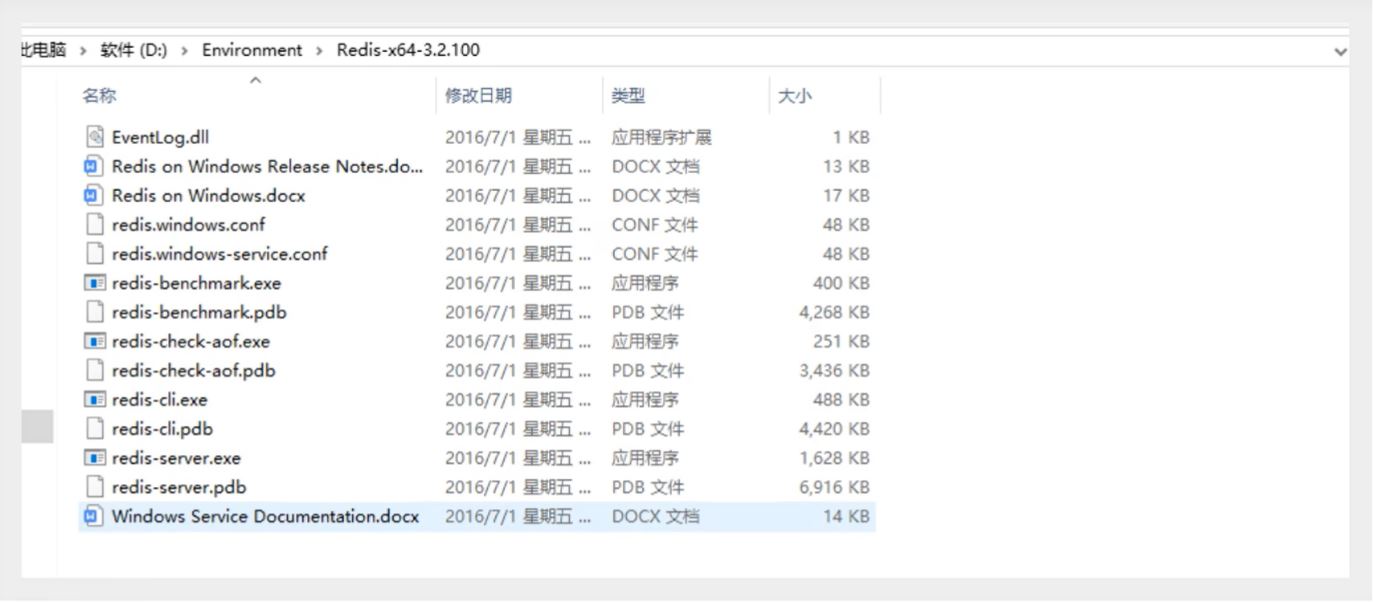 此电脑 > 软件 (D:) > Environment > Redis-x64-3.2.100
名称 修改日期 类型 大小
EventLog.dll 2016/7/1 星期五 ... 应用程序扩展 1 KB
Redis on Windows Release Notes.do... 2016/7/1 星期五 ... DOCX 文档 13 KB
Redis on Windows.docx 2016/7/1 星期五 ... DOCX 文档 17 KB
redis.windows.conf 2016/7/1 星期五 ... CONF 文件 48 KB
redis.windows-service.conf 2016/7/1 星期五 ... CONF 文件 48 KB
redis-benchmark.exe 2016/7/1 星期五 ... 应用程序 400 KB
redis-benchmark.pdb 2016/7/1 星期五 ... PDB 文件 4,268 KB
redis-check-aof.exe 2016/7/1 星期五 ... 应用程序 251 KB
redis-check-aof.pdb 2016/7/1 星期五 ... PDB 文件 3,436 KB
redis-cli.exe 2016/7/1 星期五 ... 应用程序 488 KB
redis-cli.pdb 2016/7/1 星期五 ... PDB 文件 4,420 KB
redis-server.exe 2016/7/1 星期五 ... 应用程序 1,628 KB
redis-server.pdb 2016/7/1 星期五 ... PDB 文件 6,916 KB
Windows Service Documentation.docx 2016/7/1 星期五 ... DOCX 文档 14 KB